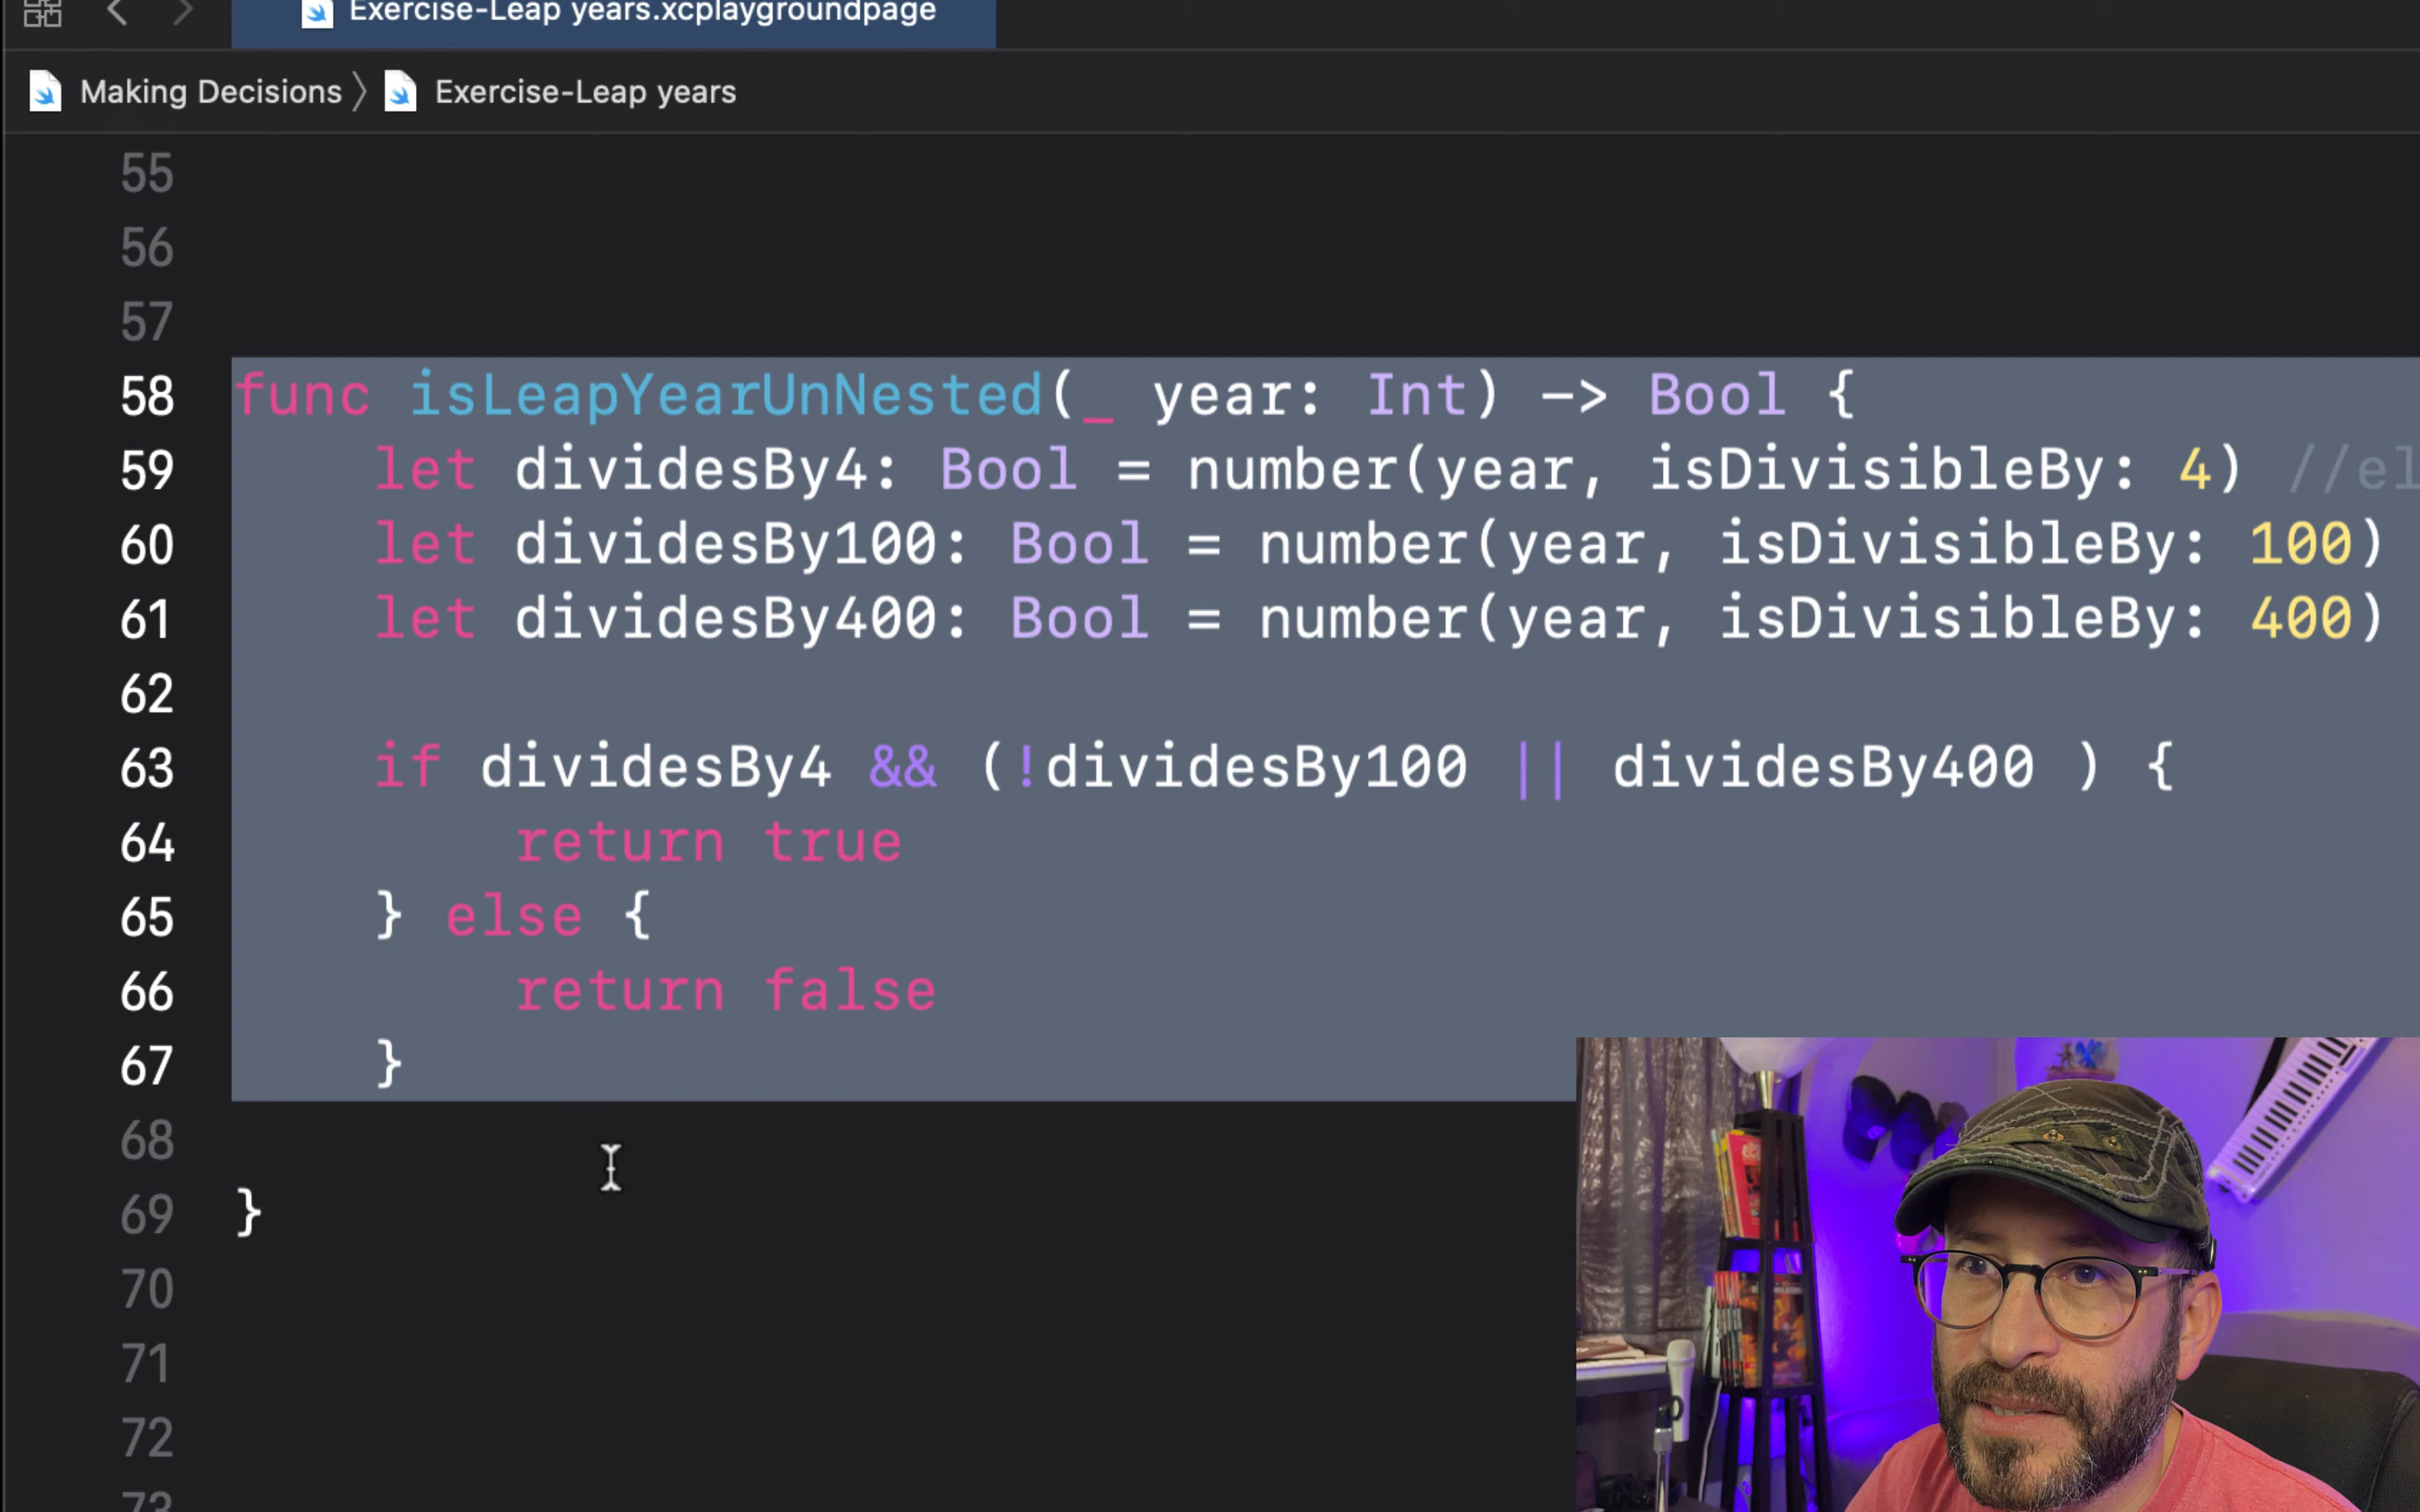 Exercise-Leap years.xcplaygroundpage
Making Decisions 〉 Exercise-Leap years
55
56
57
58 func isLeapYearUnNested(_ year: Int) -> Bool {
59 let dividesBy4: Bool = number(year, isDivisibleBy: 4) //el
60 let dividesBy100: Bool = number(year, isDivisibleBy: 100)
61 let dividesBy400: Bool = number(year, isDivisibleBy: 400)
62
63 if dividesBy4 && (!dividesBy100 || dividesBy400 ) {
64 return true
65 } else {
66 return false
67 }
68
69 }
70
71
72
73